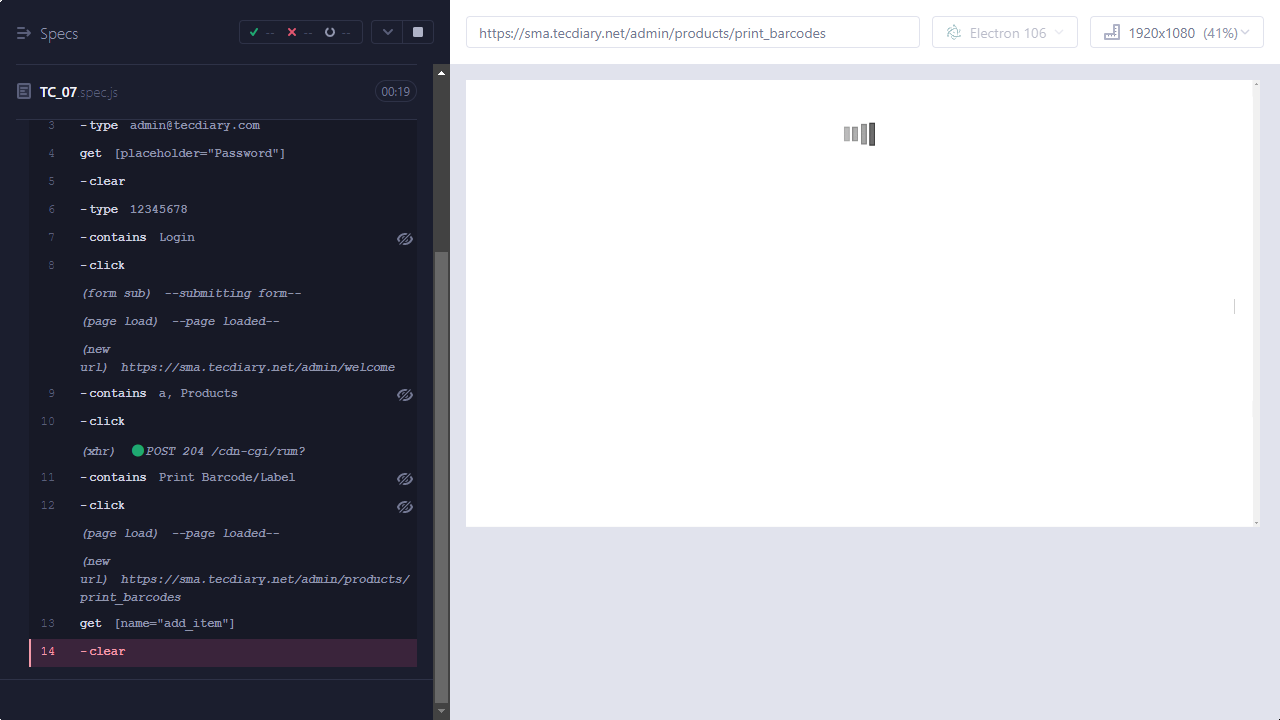 Specs
--
--
--
TC_07.spec.js
00:19
3 -type admin@tecdiary.com
4 get [placeholder="Password"]
5 -clear
6 -type 12345678
7 -contains Login
8 -click
(form sub) --submitting form--
(page load) --page loaded--
(new
url) https://sma.tecdiary.net/admin/welcome
9 -contains a, Products
10 -click
(xhr) POST 204 /cdn-cgi/rum?
11 -contains Print Barcode/Label
12 -click
(page load) --page loaded--
(new
url) https://sma.tecdiary.net/admin/products/
print_barcodes
13 get [name="add_item"]
14 -clear
https://sma.tecdiary.net/admin/products/print_barcodes
Electron 106
1920x1080 (41%)